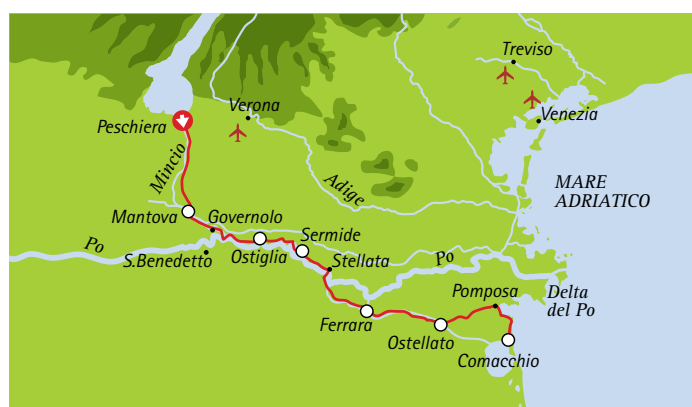 Treviso
Verona
Venezia
Peschiera
Mincio
Adige
MARE
ADRIATICO
Mantova
Governolo
Sermide
Po
S.Benedetto
Ostiglia
Stellata
Po
Pomposa
Delta
del Po
Ferrara
Ostellato
Comacchio